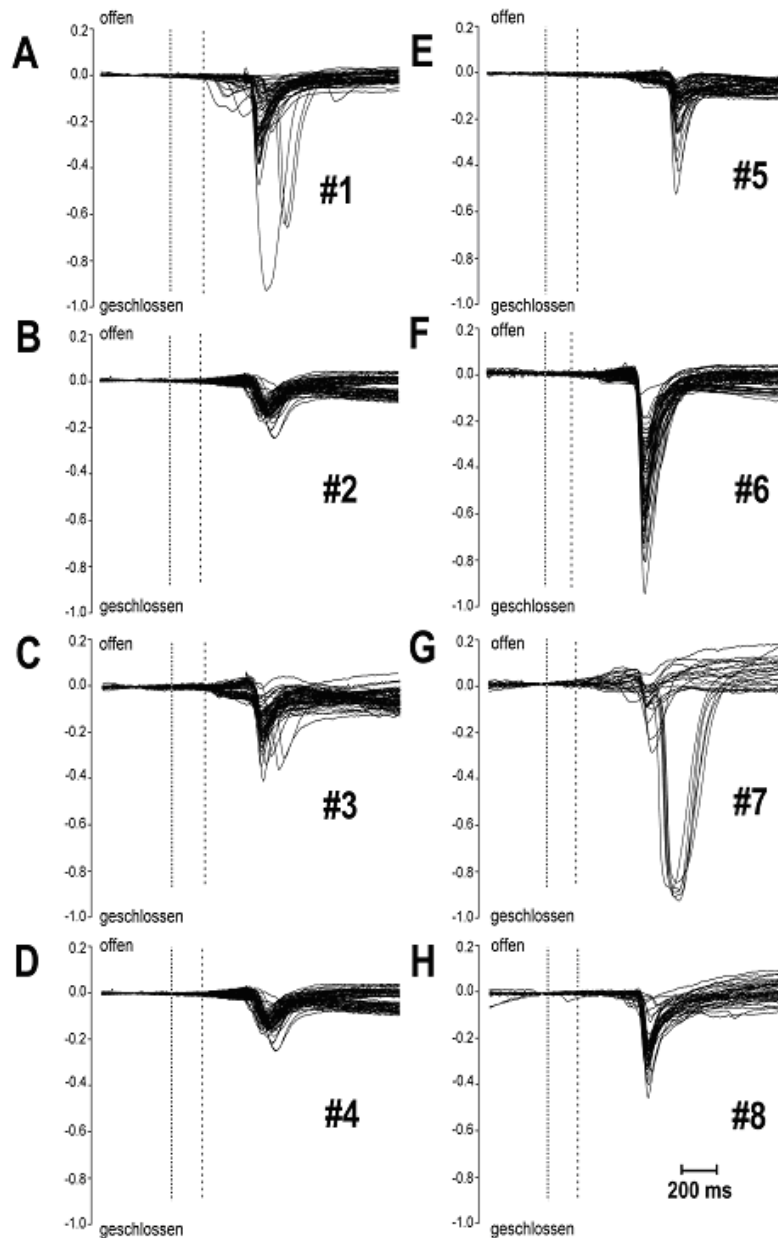 A
offen
0.2
0.0
-0.2
-0.4
-0.6
-0.8
-1.0
geschlossen
#1
B
offen
0.2
0.0
-0.2
-0.4
-0.6
-0.8
-1.0
geschlossen
#2
C
offen
0.2
0.0
-0.2
-0.4
-0.6
-0.8
-1.0
geschlossen
#3
D
offen
0.2
0.0
-0.2
-0.4
-0.6
-0.8
-1.0
geschlossen
#4
E
offen
0.2
0.0
-0.2
-0.4
-0.6
-0.8
-1.0
geschlossen
#5
F
offen
0.2
0.0
-0.2
-0.4
-0.6
-0.8
-1.0
geschlossen
#6
G
offen
0.2
0.0
-0.2
-0.4
-0.6
-0.8
-1.0
geschlossen
#7
H
offen
0.2
0.0
-0.2
-0.4
-0.6
-0.8
-1.0
geschlossen
#8
200 ms